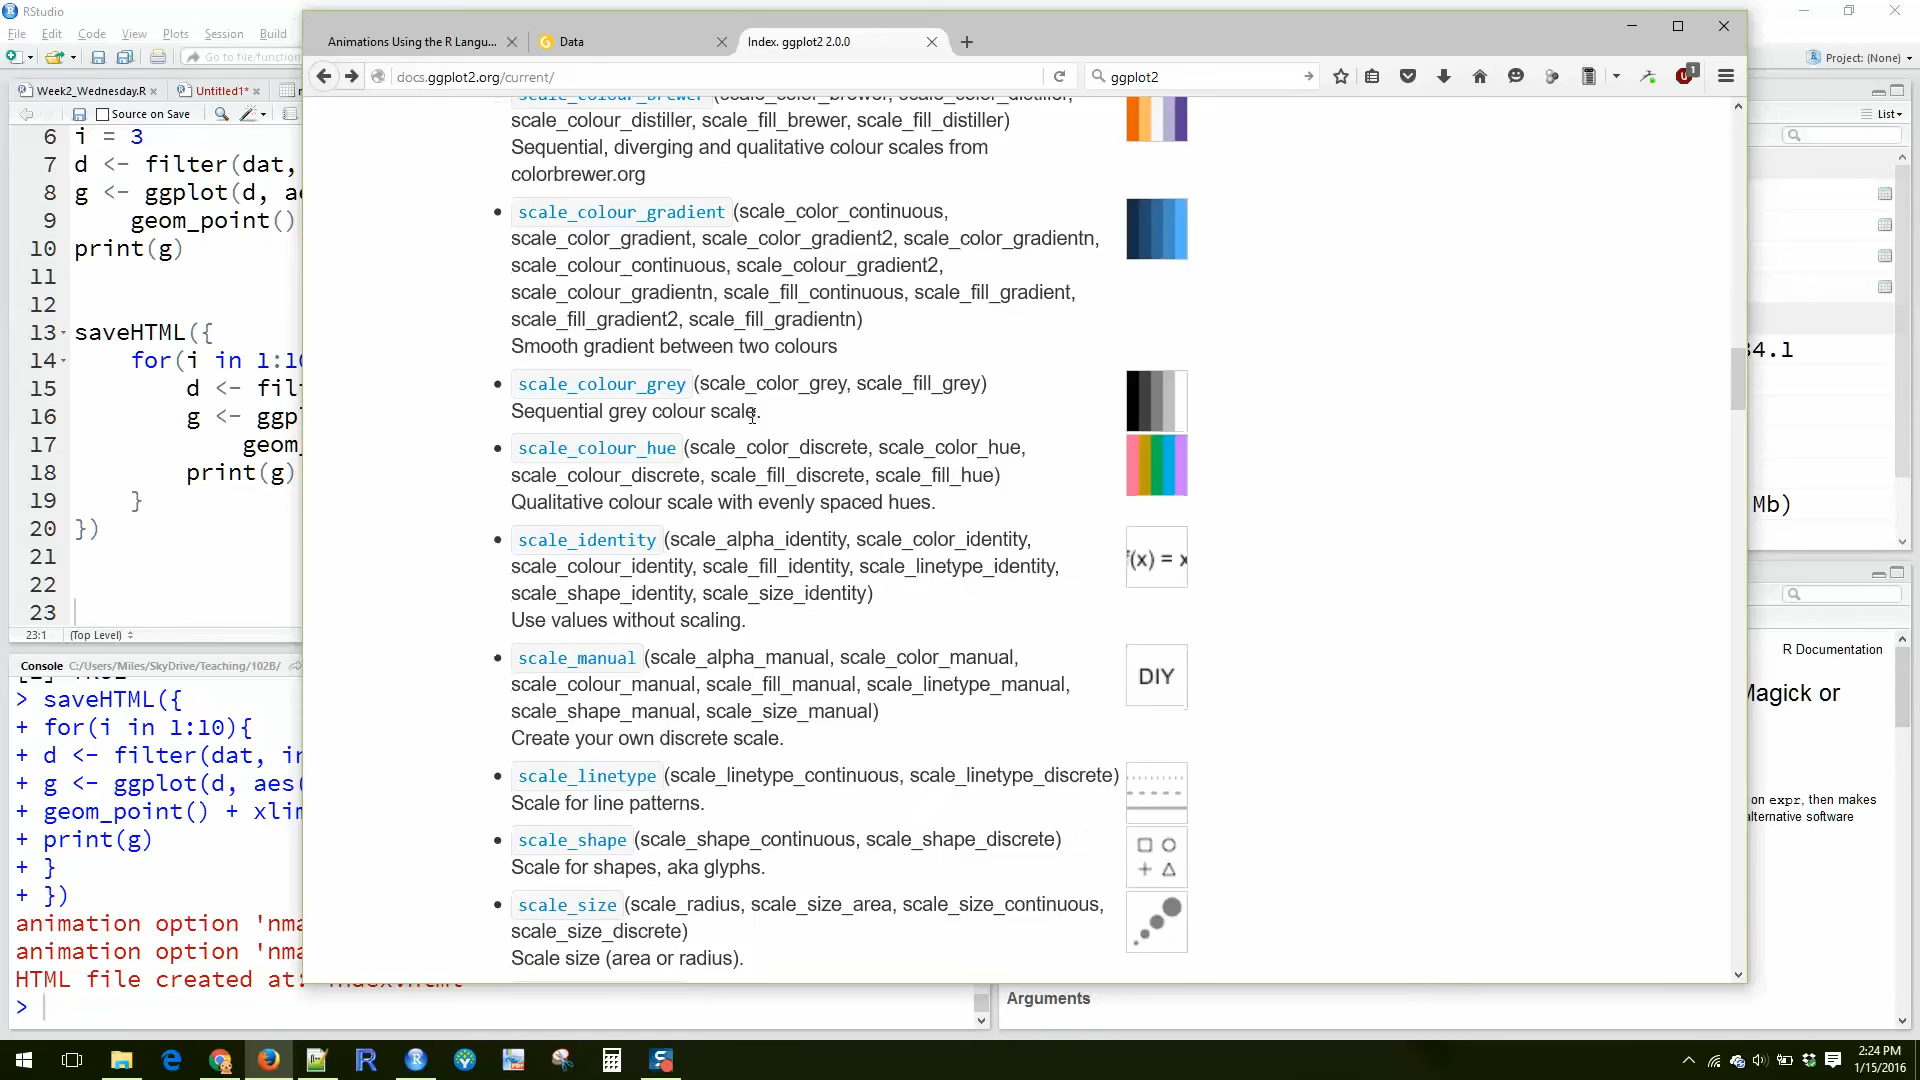 RStudio
File Edit Code View Plots Session Build
Go to file/function
Project: (None)
Week2_Wednesday.R
Untitled1*
Source on Save
List
6 i = 3
7 d <- filter(dat,
8 g <- ggplot(d,
9 geom_point()
10 print(g)
11
12
13 saveHTML({
14 for(i in 1:10
15 d <-
16 g <-
17
18 print(g)
19 }
20 })
21
22
23
23:1 (Top Level)
Console C:/Users/Miles/SkyDrive/Teaching/102B/
> saveHTML({
+ for(i in 1:10){
+ d <- filter(dat,
+ g <- ggplot(d, aes(
+ geom_point() +
+ print(g)
+ }
+ })
animation option
animation option
HTML file created at:
>
Animations Using the R Langu...
Data
Index. ggplot2 2.0.0
docs.ggplot2.org/current/
ggplot2
1
scale_colour_brewer (scale_color_brewer, scale_color_distiller,
scale_colour_distiller, scale_fill_brewer, scale_fill_distiller)
Sequential, diverging and qualitative colour scales from
colorbrewer.org
scale_colour_gradient (scale_color_continuous,
scale_color_gradient, scale_color_gradient2, scale_color_gradientn,
scale_colour_continuous, scale_colour_gradient2,
scale_colour_gradientn, scale_fill_continuous, scale_fill_gradient,
scale_fill_gradient2, scale_fill_gradientn)
Smooth gradient between two colours
scale_colour_grey (scale_color_grey, scale_fill_grey)
Sequential grey colour scale.
scale_colour_hue (scale_color_discrete, scale_color_hue,
scale_colour_discrete, scale_fill_discrete, scale_fill_hue)
Qualitative colour scale with evenly spaced hues.
scale_identity (scale_alpha_identity, scale_color_identity,
scale_colour_identity, scale_fill_identity, scale_linetype_identity,
scale_shape_identity, scale_size_identity)
Use values without scaling.
f(x) = x
scale_manual (scale_alpha_manual, scale_color_manual,
scale_colour_manual, scale_fill_manual, scale_linetype_manual,
scale_shape_manual, scale_size_manual)
Create your own discrete scale.
DIY
scale_linetype (scale_linetype_continuous, scale_linetype_discrete)
Scale for line patterns.
scale_shape (scale_shape_continuous, scale_shape_discrete)
Scale for shapes, aka glyphs.
scale_size (scale_radius, scale_size_area, scale_size_continuous,
scale_size_discrete)
Scale size (area or radius).
34.1
Mb)
R Documentation
Magick or
on expr, then makes
alternative software
Arguments
2:24 PM
1/15/2016